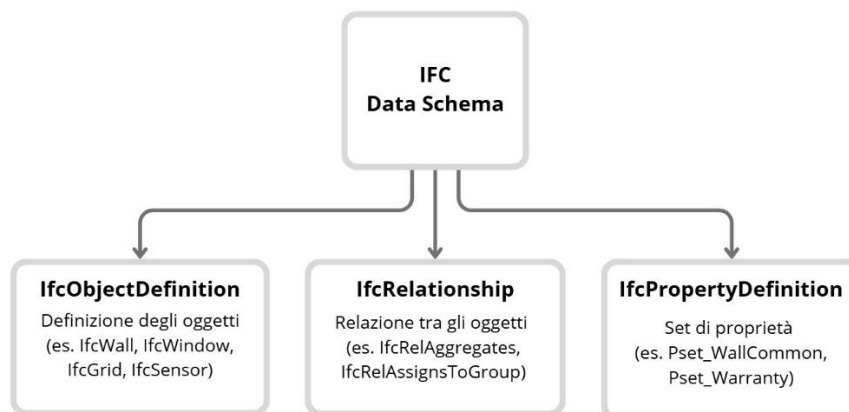 IFC
Data Schema
IfcObjectDefinition
Definizione degli oggetti
(es. IfcWall, IfcWindow,
IfcGrid, IfcSensor)
IfcRelationship
Relazione tra gli oggetti
(es. IfcRelAggregates,
IfcRelAssignsToGroup)
IfcPropertyDefinition
Set di proprietà
(es. Pset_WallCommon,
Pset_Warranty)